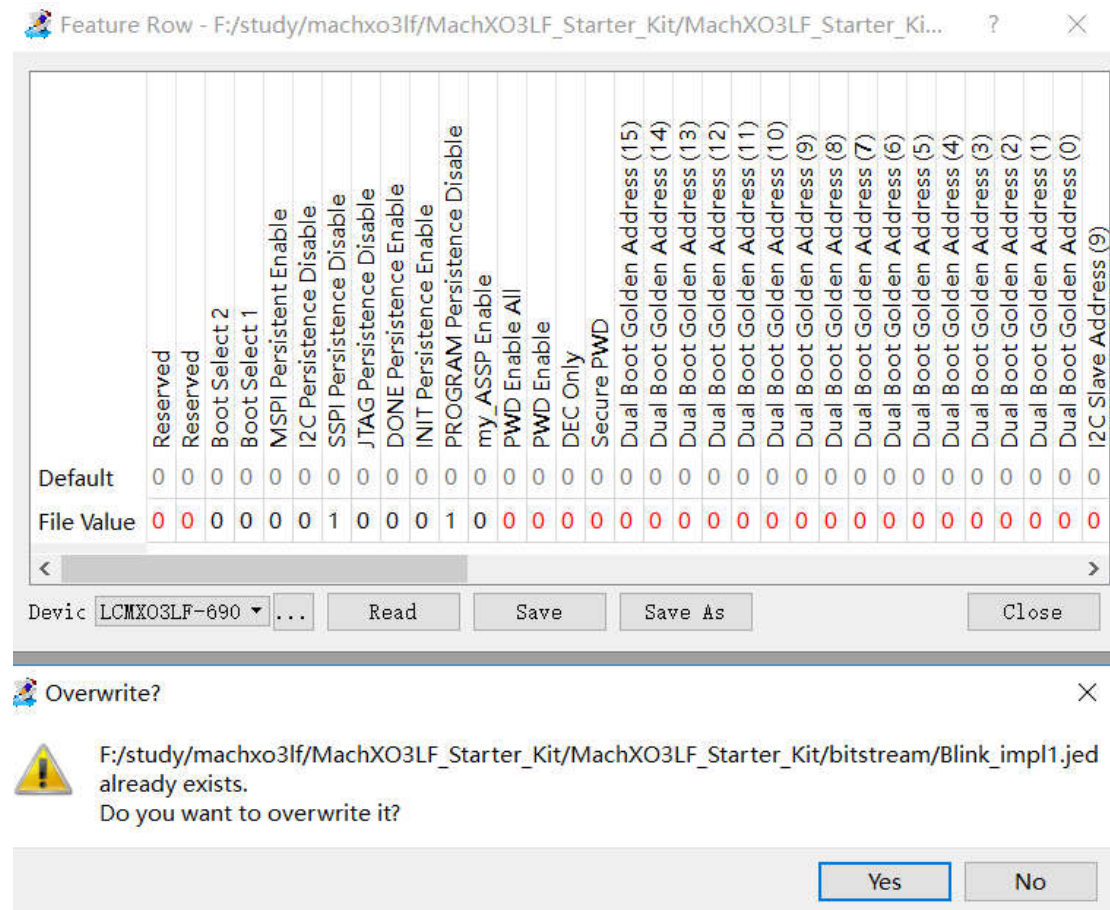 Feature Row - F:/study/machxo3lf/MachXO3LF_Starter_Kit/MachXO3LF_Starter_Ki... ? ×
Reserved
Reserved
Boot Select 2
Boot Select 1
MSPI Persistent Enable
I2C Persistence Disable
SSPI Persistence Disable
JTAG Persistence Disable
DONE Persistence Enable
INIT Persistence Enable
PROGRAM Persistence Disable
my_ASSP Enable
PWD Enable All
PWD Enable
DEC Only
Secure PWD
Dual Boot Golden Address (15)
Dual Boot Golden Address (14)
Dual Boot Golden Address (13)
Dual Boot Golden Address (12)
Dual Boot Golden Address (11)
Dual Boot Golden Address (10)
Dual Boot Golden Address (9)
Dual Boot Golden Address (8)
Dual Boot Golden Address (7)
Dual Boot Golden Address (6)
Dual Boot Golden Address (5)
Dual Boot Golden Address (4)
Dual Boot Golden Address (3)
Dual Boot Golden Address (2)
Dual Boot Golden Address (1)
Dual Boot Golden Address (0)
I2C Slave Address (9)
Default 0 0 0 0 0 0 0 0 0 0 0 0 0 0 0 0 0 0 0 0 0 0 0 0 0 0 0 0 0 0 0 0 0
File Value 0 0 0 0 0 0 1 0 0 0 1 0 0 0 0 0 0 0 0 0 0 0 0 0 0 0 0 0 0 0 0 0 0
Devic LCMXO3LF-690 ... Read Save Save As Close
Overwrite?
F:/study/machxo3lf/MachXO3LF_Starter_Kit/MachXO3LF_Starter_Kit/bitstream/Blink_impl1.jed
already exists.
Do you want to overwrite it?
Yes No